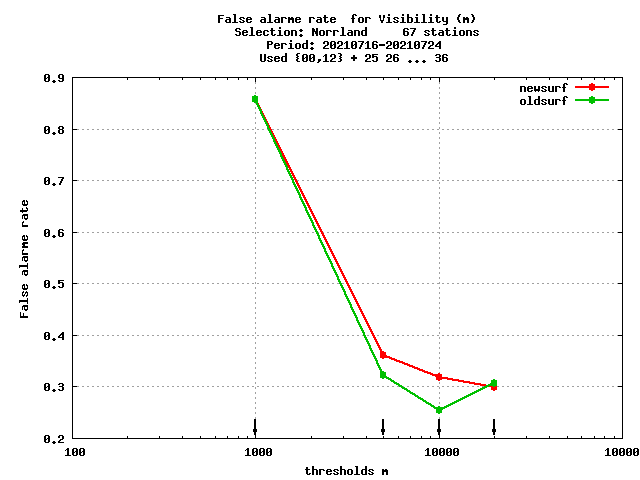 False alarme rate  for Visibility (m)
Selection: Norrland     67 stations
Period: 20210716-20210724
Used {00,12} + 25 26 ... 36
newsurf
oldsurf
0.9
0.8
0.7
0.6
0.5
0.4
0.3
0.2
False alarme rate
100 1000 10000 10000
thresholds m